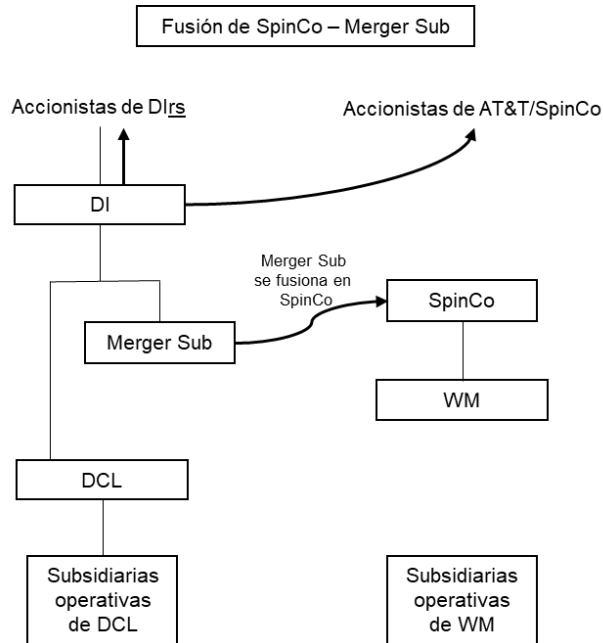 Fusión de SpinCo – Merger Sub
Accionistas de DIrs
Accionistas de AT&T/SpinCo
DI
Merger Sub
se fusiona en
SpinCo
SpinCo
Merger Sub
WM
DCL
Subsidiarias
operativas
de DCL
Subsidiarias
operativas
de WM